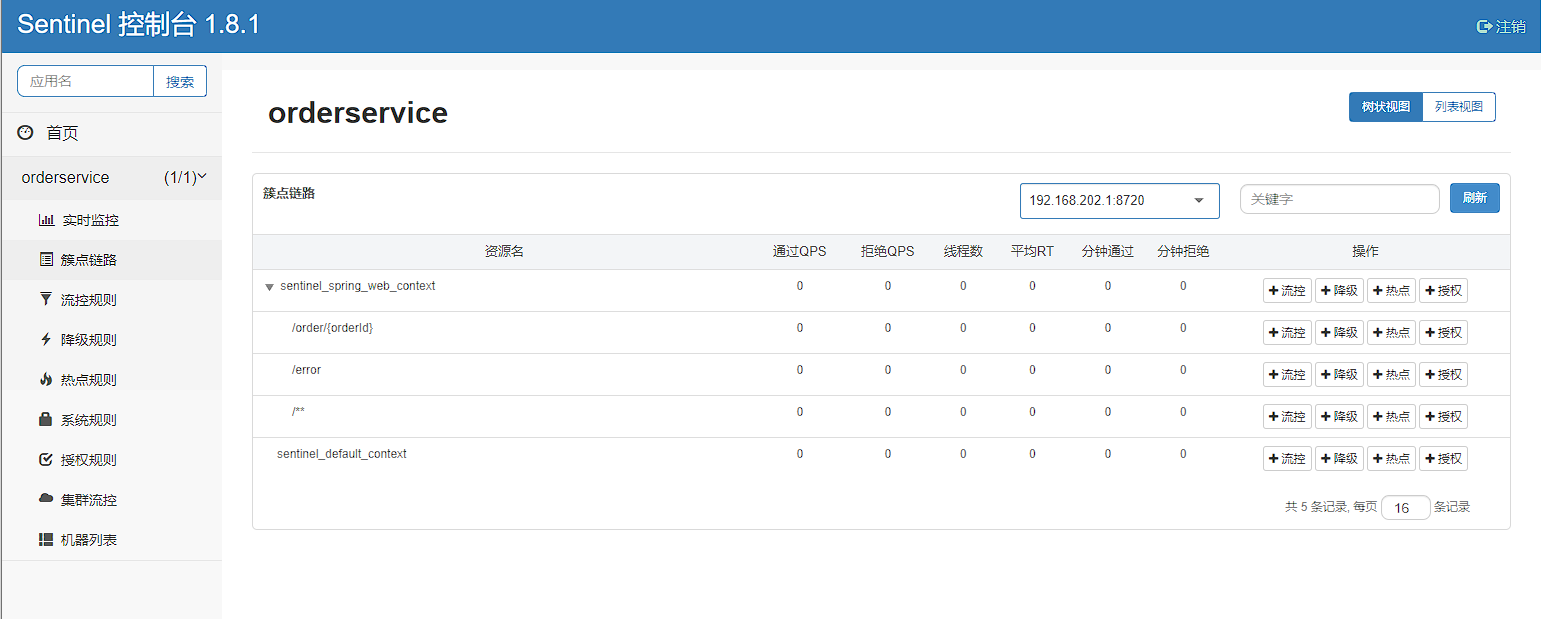 Sentinel 控制台 1.8.1
注销
应用名 搜索
首页
orderservice (1/1)
实时监控
簇点链路
流控规则
降级规则
热点规则
系统规则
授权规则
集群流控
机器列表
orderservice
树状视图 列表视图
簇点链路 192.168.202.1:8720 关键字 刷新
资源名 通过QPS 拒绝QPS 线程数 平均RT 分钟通过 分钟拒绝 操作
sentinel_spring_web_context 0 0 0 0 0 0 +流控 +降级 +热点 +授权
/order/{orderId} 0 0 0 0 0 0 +流控 +降级 +热点 +授权
/error 0 0 0 0 0 0 +流控 +降级 +热点 +授权
/** 0 0 0 0 0 0 +流控 +降级 +热点 +授权
sentinel_default_context 0 0 0 0 0 0 +流控 +降级 +热点 +授权
共 5 条记录, 每页 16 条记录